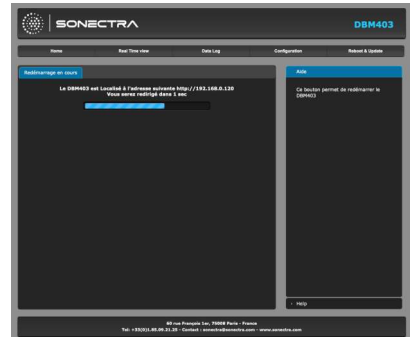 SONECTRA
DBM403
Home
Real Time view
Data Log
Configuration
Reboot & Update
Redémarrage en cours
Le DBM403 est Localisé à l'adresse suivante http://192.168.0.130
Vous serez redirigé dans 1 sec
Aide
Ce bouton permet de redémarrer le
DBM403
› Help
60 rue François 1er, 75008 Paris - France
Tel: +33(0)1.85.09.21.25 - Contact : sonectra@sonectra.com - www.sonectra.com